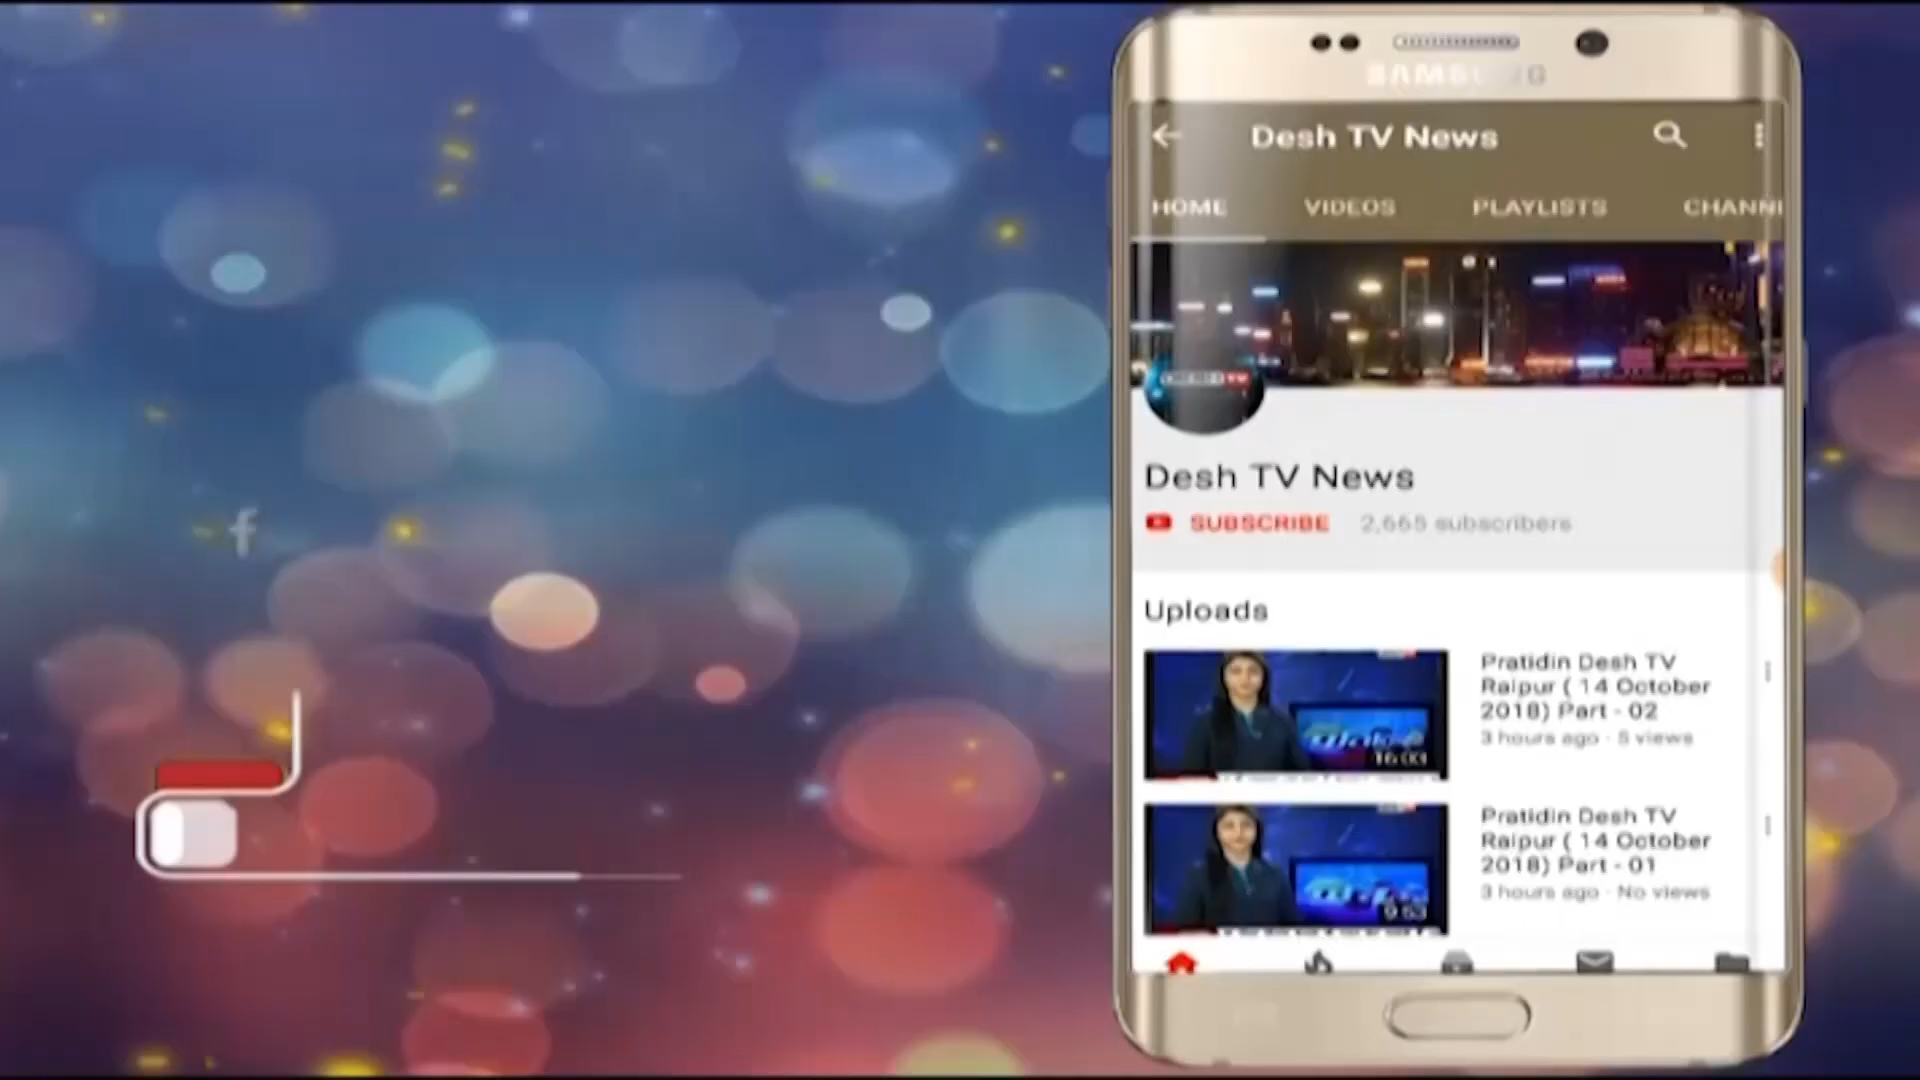 SAMSUNG
Desh TV News
HOME VIDEOS PLAYLISTS CHANNI
Desh TV News
SUBSCRIBE 2,665 subscribers
Uploads
Pratidin Desh TV
Raipur ( 14 October
2018) Part - 02
3 hours ago · 5 views
16:03
Pratidin Desh TV
Raipur ( 14 October
2018) Part - 01
3 hours ago · No views
9:53
f